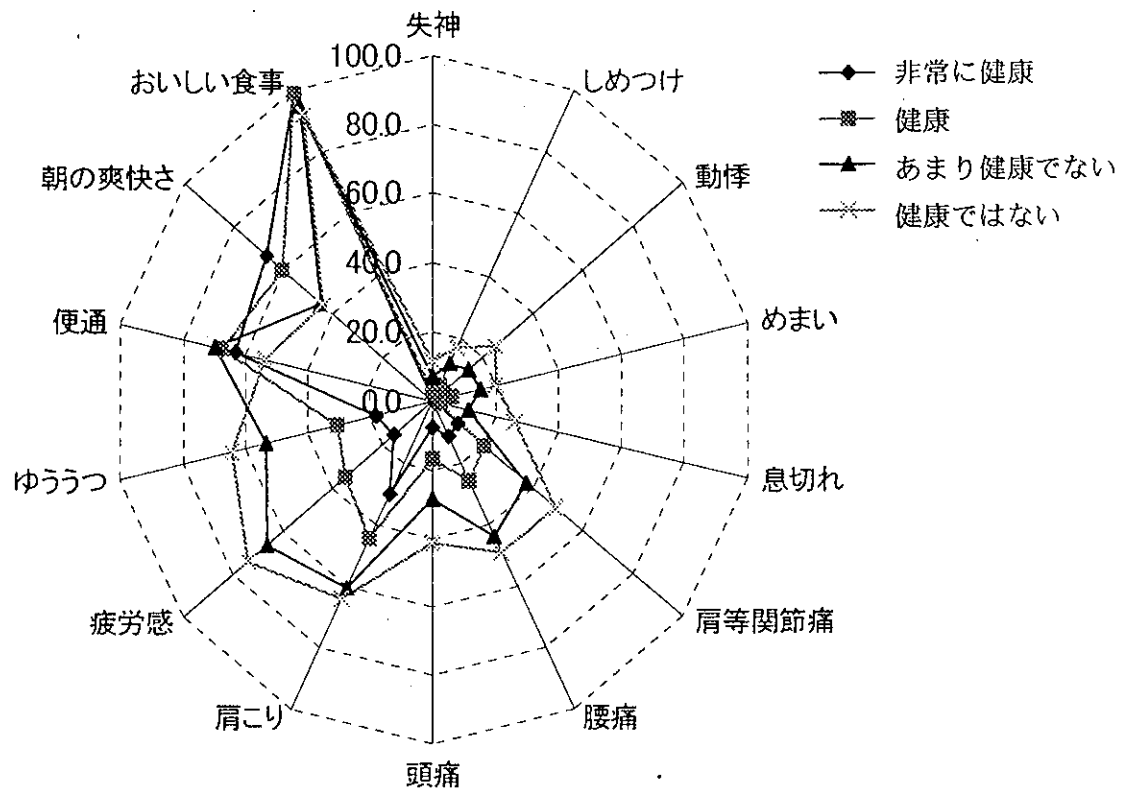 失神
しめつけ
動悸
めまい
息切れ
肩等関節痛
腰痛
頭痛
肩こり
疲労感
ゆううつ
便通
朝の爽快さ
おいしい食事
100.0
80.0
60.0
40.0
20.0
0.0
非常に健康
健康
あまり健康でない
健康ではない